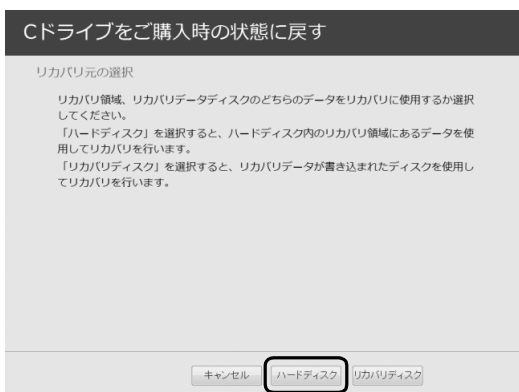 Cドライブをご購入時の状態に戻す
リカバリ元の選択
リカバリ領域、リカバリデータディスクのどちらのデータをリカバリに使用するか選択
してください。
「ハードディスク」を選択すると、ハードディスク内のリカバリ領域にあるデータを使
用してリカバリを行います。
「リカバリディスク」を選択すると、リカバリデータが書き込まれたディスクを使用し
てリカバリを行います。
キャンセル ハードディスク リカバリディスク